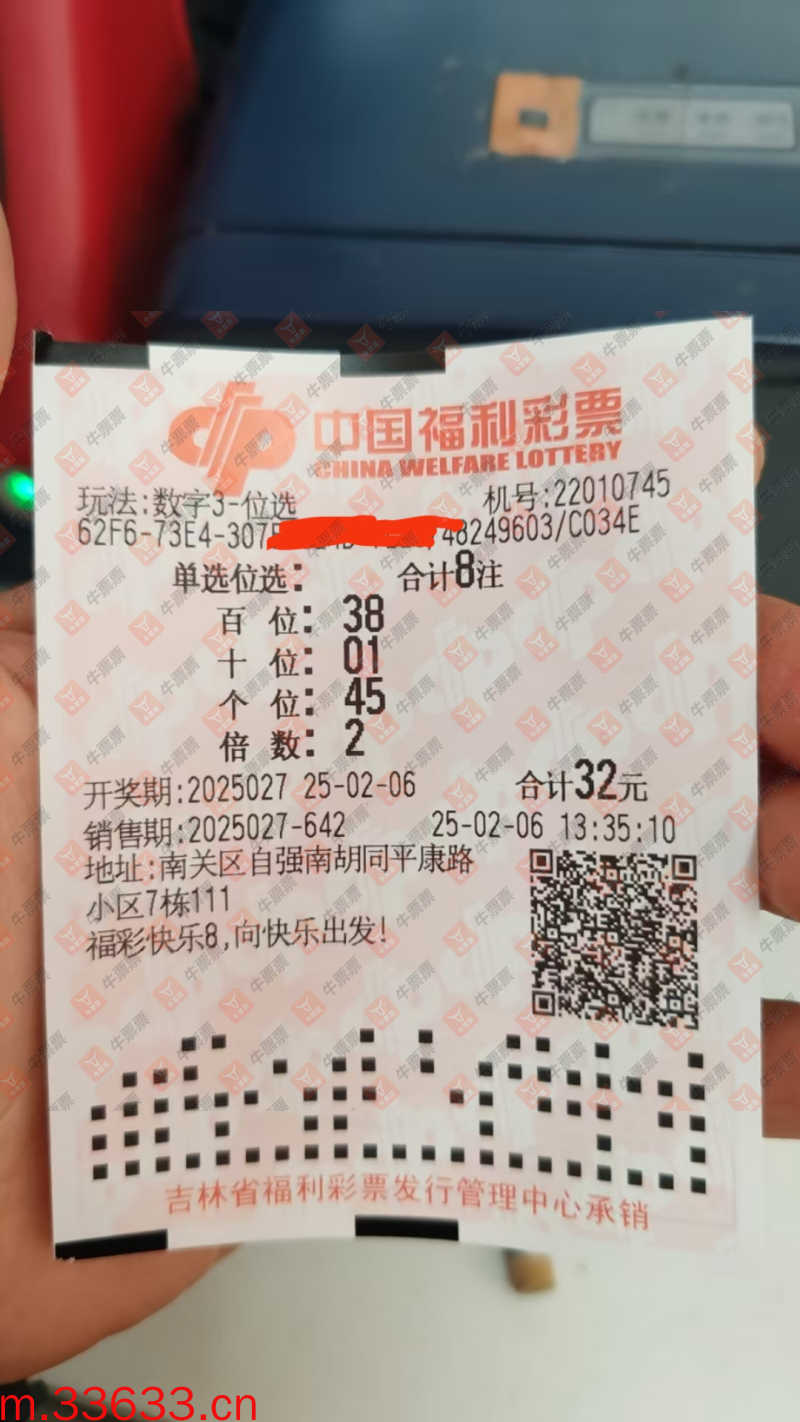 中国福利彩票
CHINA WELFARE LOTTERY
玩法:数字3-位选 机号:22010745
62F6-73E4-307 48249603/C034E
单选位选: 合计8注
百 位: 38
十 位: 01
个 位: 45
倍 数: 2
开奖期:2025027 25-02-06 合计32元
销售期:2025027-642 25-02-06 13:35:10
地址:南关区自强南胡同平康路
小区7栋111
福彩快乐8,向快乐出发!
吉林省福利彩票发行管理中心承销
牛票票
m.33633.cn